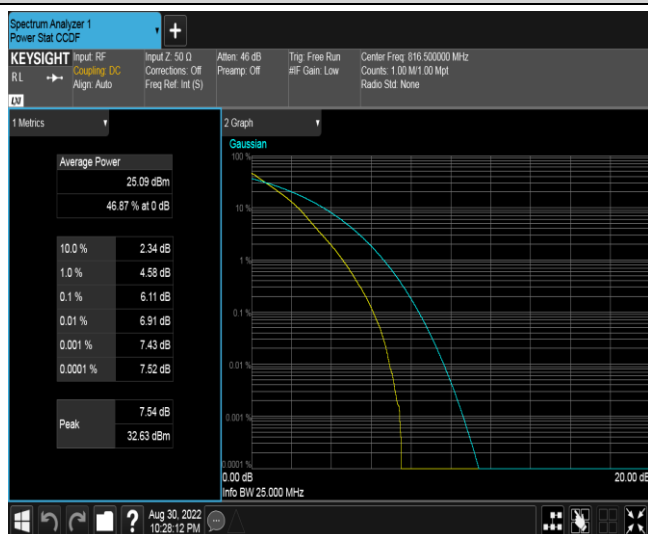 Spectrum Analyzer 1
Power Stat CCDF
KEYSIGHT
RL
LXI
Input: RF
Coupling: DC
Align: Auto
Input Z: 50 Ω
Corrections: Off
Freq Ref: Int (S)
Atten: 46 dB
Preamp: Off
Trig: Free Run
#IF Gain: Low
Center Freq: 816.500000 MHz
Counts: 1.00 M/1.00 Mpt
Radio Std: None
1 Metrics
Average Power
25.09 dBm
46.87 % at 0 dB
10.0 % 2.34 dB
1.0 % 4.58 dB
0.1 % 6.11 dB
0.01 % 6.91 dB
0.001 % 7.43 dB
0.0001 % 7.52 dB
Peak
7.54 dB
32.63 dBm
2 Graph
Gaussian
100 %
10 %
1 %
0.1 %
0.01 %
0.001 %
0.0001 %
0.00 dB
20.00 dB
Info BW 25.000 MHz
?
Aug 30, 2022
10:28:12 PM